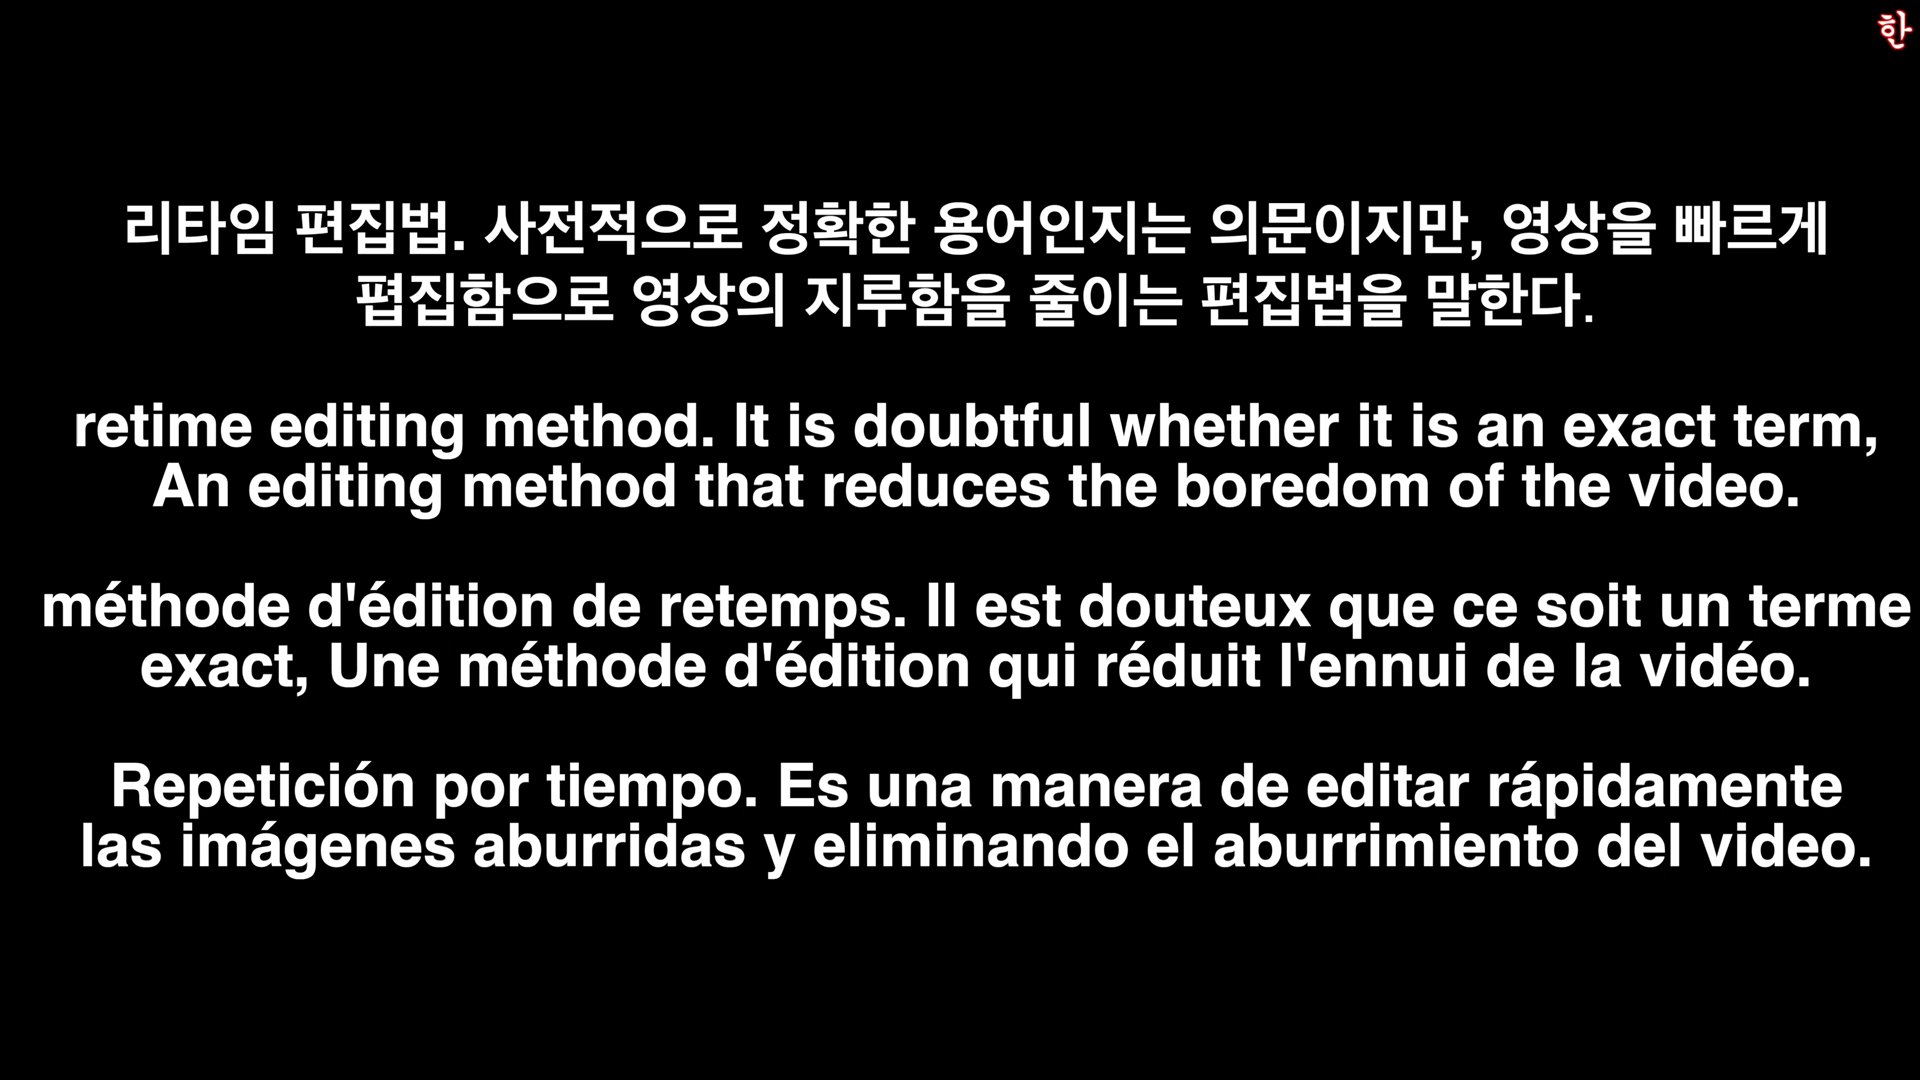 한
리타임 편집법. 사전적으로 정확한 용어인지는 의문이지만, 영상을 빠르게
폅집함으로 영상의 지루함을 줄이는 편집법을 말한다.
retime editing method. It is doubtful whether it is an exact term,
An editing method that reduces the boredom of the video.
méthode d'édition de retemps. Il est douteux que ce soit un terme
exact, Une méthode d'édition qui réduit l'ennui de la vidéo.
Repetición por tiempo. Es una manera de editar rápidamente
las imágenes aburridas y eliminando el aburrimiento del video.